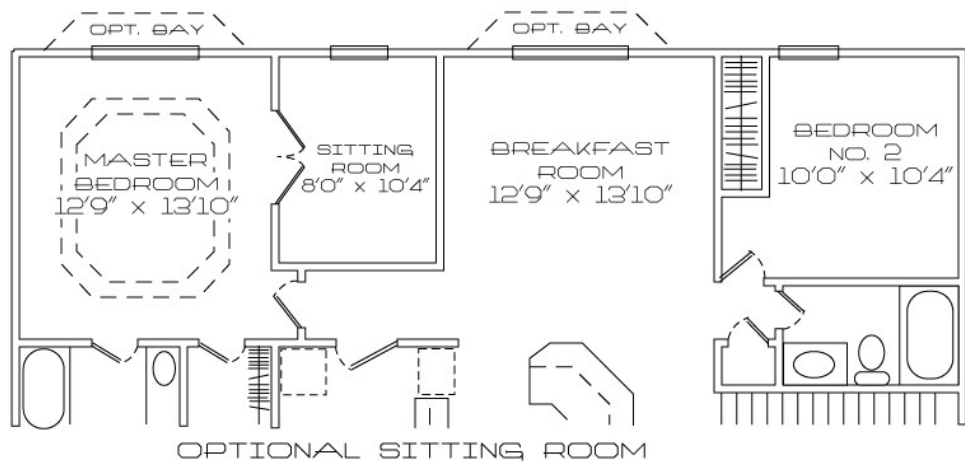 OPT. BAY
OPT. BAY
MASTER
BEDROOM
12'9" x 13'10"
SITTING
ROOM
8'0" x 10'4"
BREAKFAST
ROOM
12'9" x 13'10"
BEDROOM
NO. 2
10'0" x 10'4"
OPTIONAL SITTING ROOM